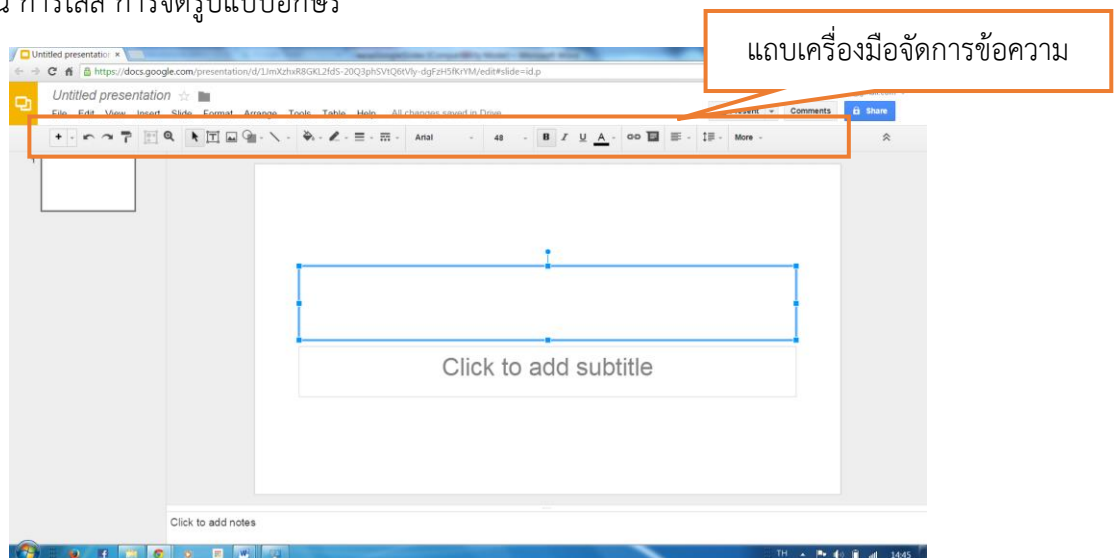 การใส่สี การจัดรูปแบบอักษร
แถบเครื่องมือจัดการข้อความ
Untitled presentation ×
https://docs.google.com/presentation/d/1JmXzhxR8GKL2fdS-20Q3phSVtQ6tVly-dgFzH5fKrYM/edit#slide=id.p
Untitled presentation
File Edit View Insert Slide Format Arrange Tools Table Help All changes saved in Drive
Present Comments Share
Arial 48 B I U A More
1
Click to add subtitle
Click to add notes
TH 14:45